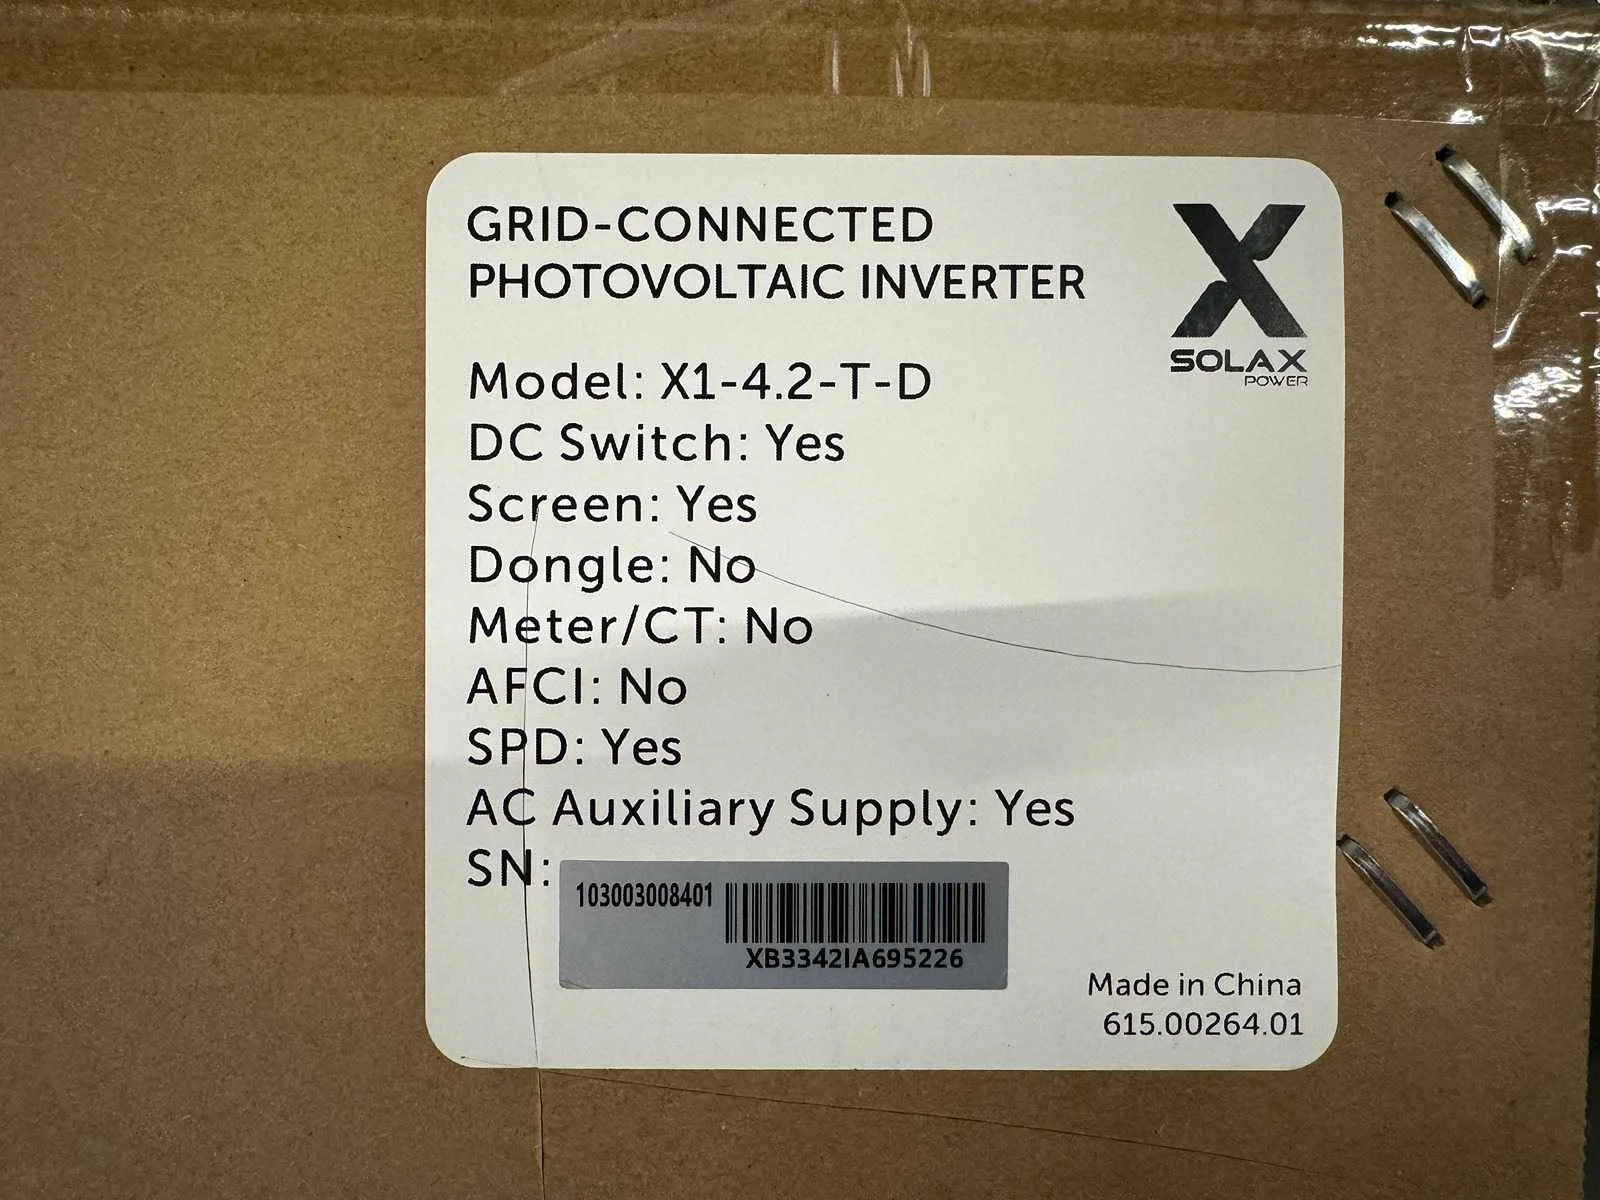 GRID-CONNECTED
PHOTOVOLTAIC INVERTER
X
SOLAX
POWER
Model: X1-4.2-T-D
DC Switch: Yes
Screen: Yes
Dongle: No
Meter/CT: No
AFCI: No
SPD: Yes
AC Auxiliary Supply: Yes
SN:
103003008401
XB3342IA695226
Made in China
615.00264.01